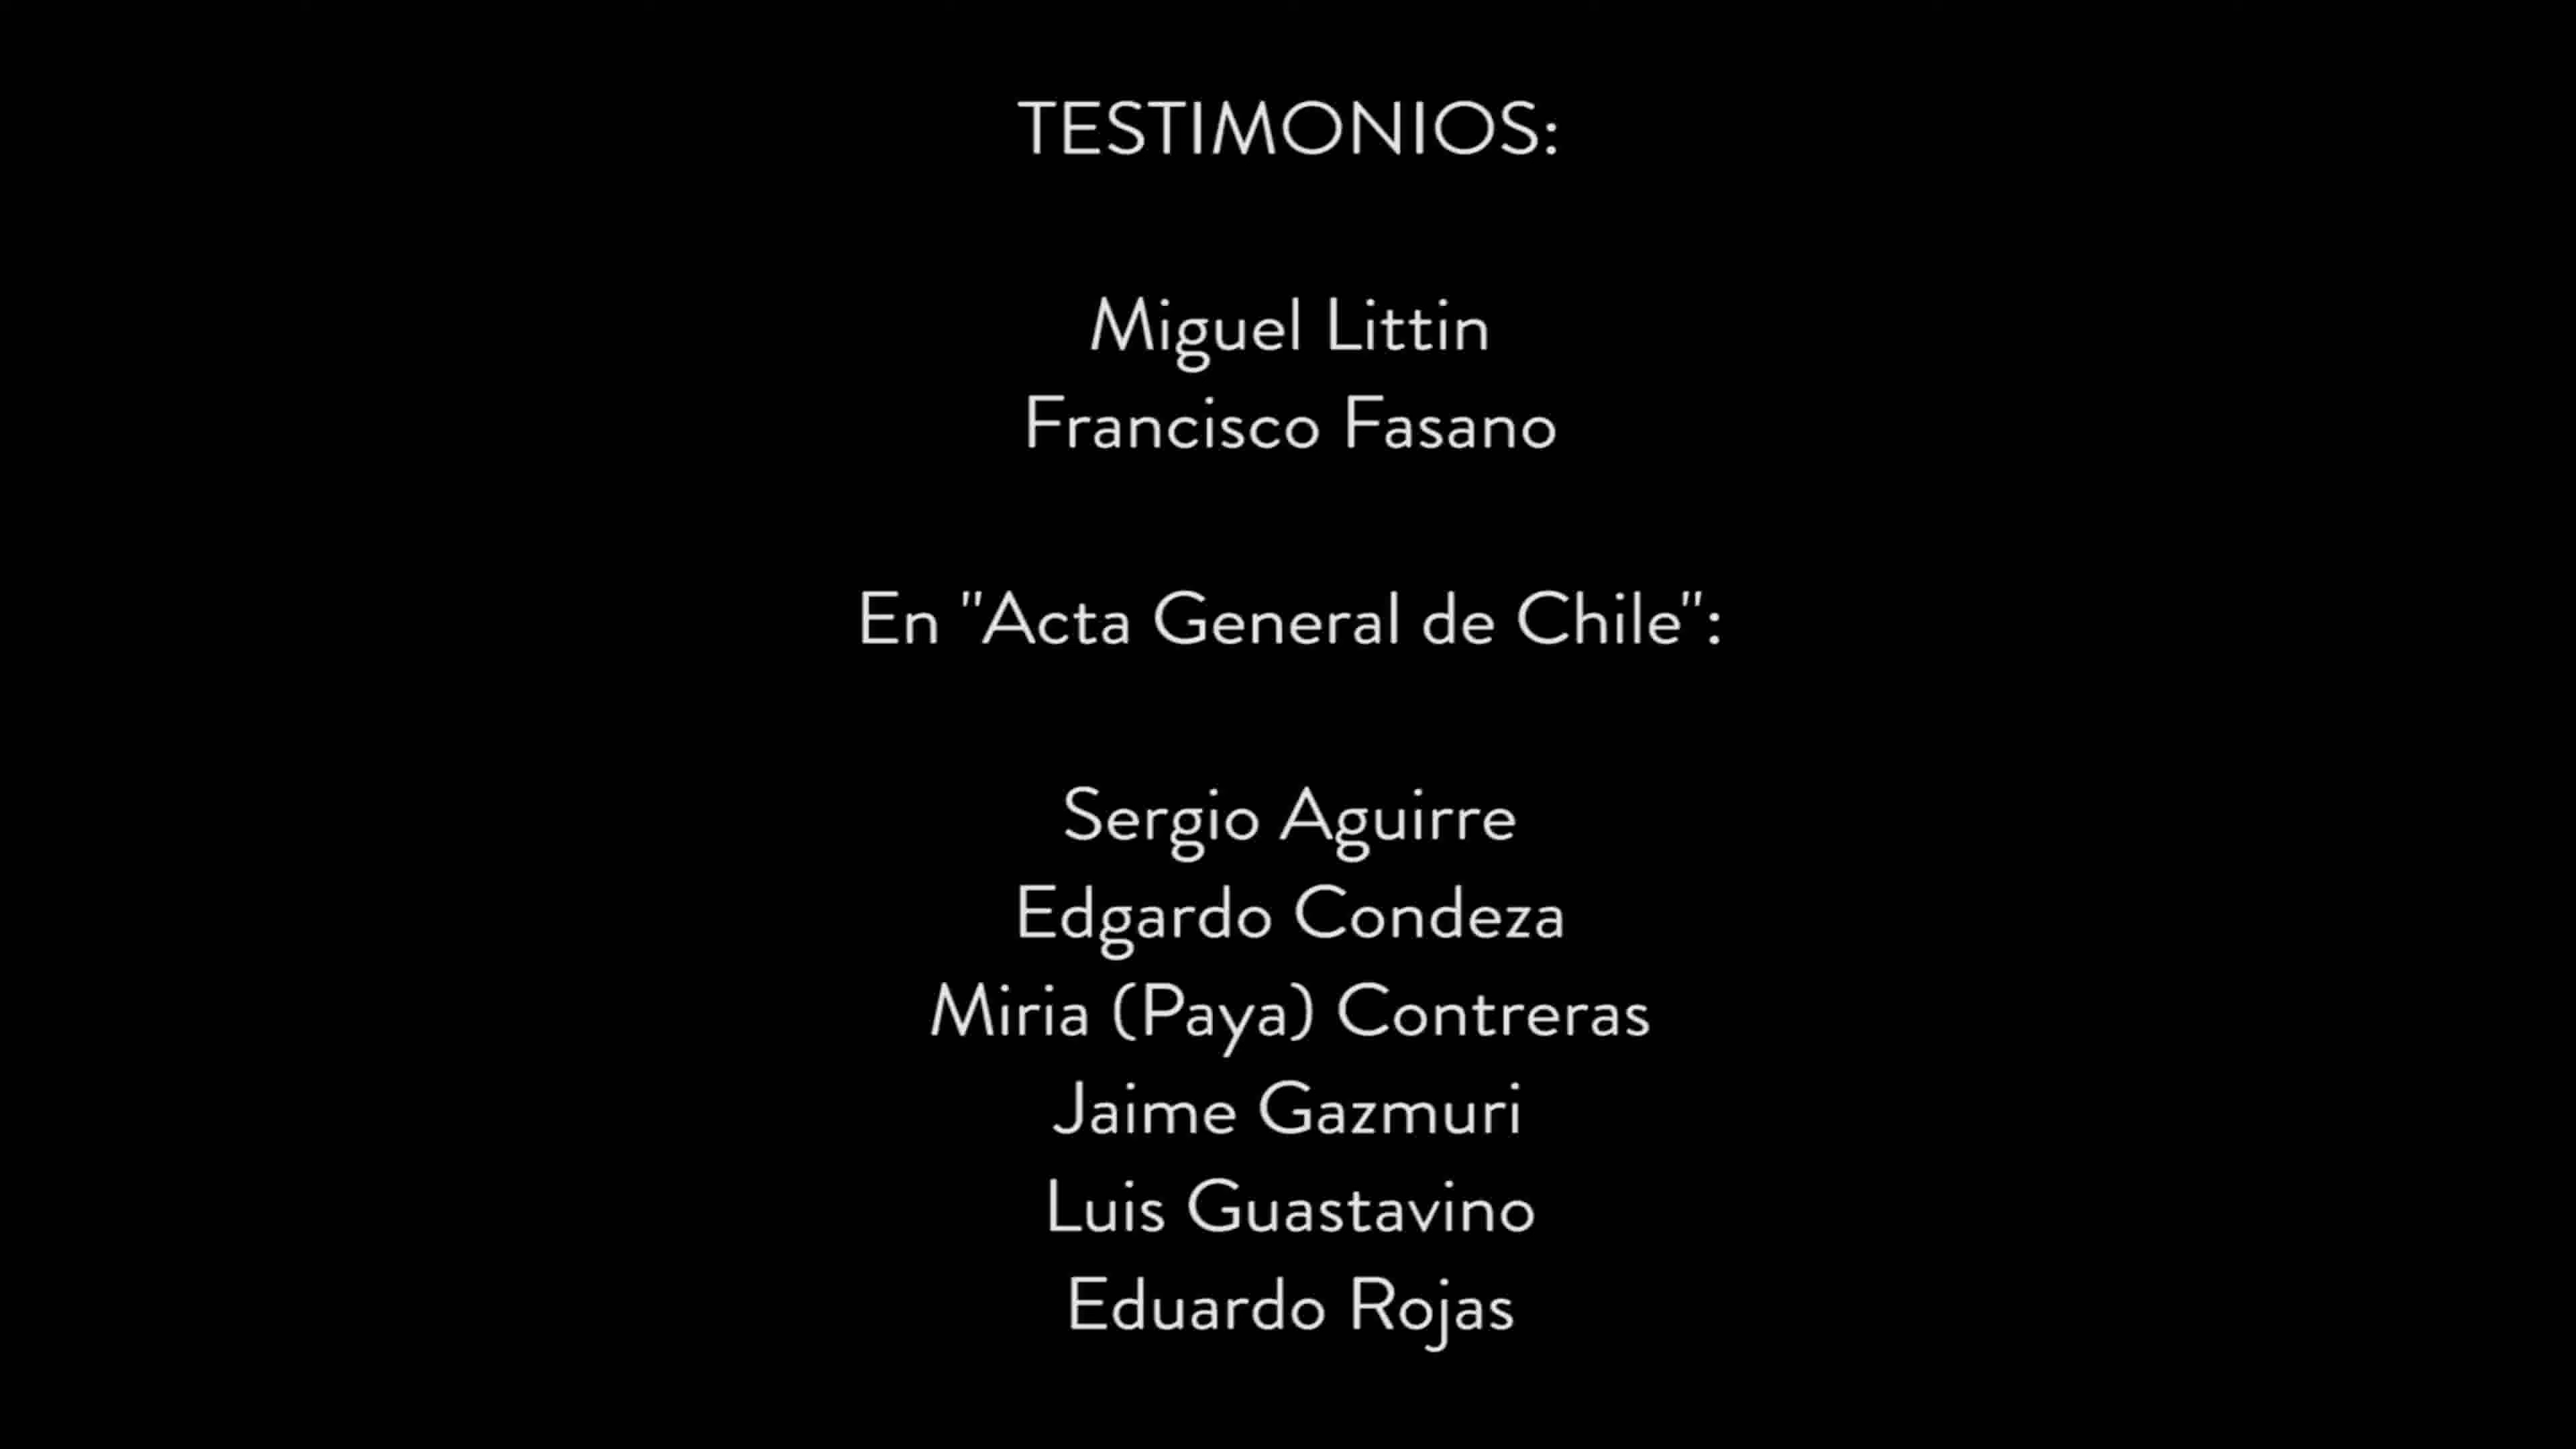 TESTIMONIOS:
Miguel Littin
Francisco Fasano
En "Acta General de Chile":
Sergio Aguirre
Edgardo Condeza
Miria (Paya) Contreras
Jaime Gazmuri
Luis Guastavino
Eduardo Rojas